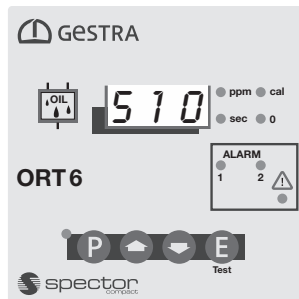 GESTRA
OIL
510
ppm cal
sec 0
ALARM
1 2
ORT 6
P E
Test
spector
compact